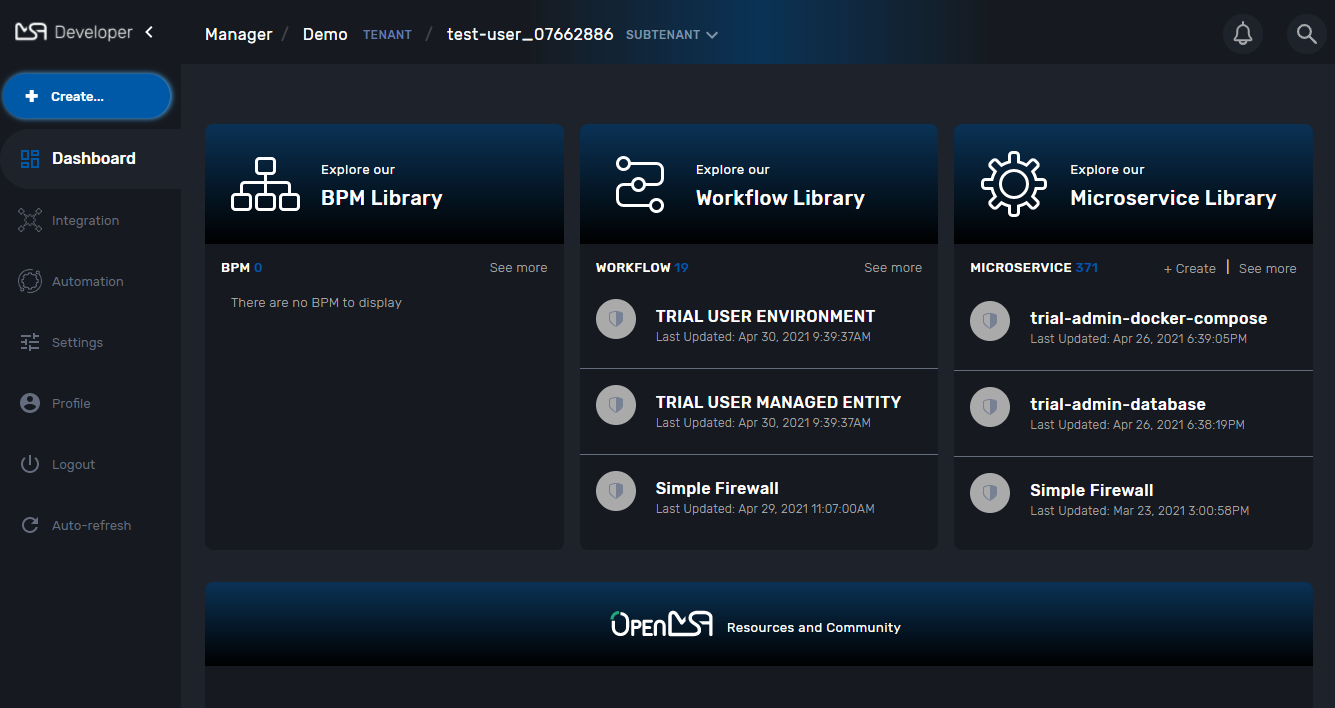 MSA Developer
Manager / Demo TENANT / test-user_07662886 SUBTENANT
+ Create...
Dashboard
Integration
Automation
Settings
Profile
Logout
Auto-refresh
Explore our
BPM Library
BPM 0 See more
There are no BPM to display
Explore our
Workflow Library
WORKFLOW 19 See more
TRIAL USER ENVIRONMENT
Last Updated: Apr 30, 2021 9:39:37AM
TRIAL USER MANAGED ENTITY
Last Updated: Apr 30, 2021 9:39:37AM
Simple Firewall
Last Updated: Apr 29, 2021 11:07:00AM
Explore our
Microservice Library
MICROSERVICE 371 + Create | See more
trial-admin-docker-compose
Last Updated: Apr 26, 2021 6:39:05PM
trial-admin-database
Last Updated: Apr 26, 2021 6:38:19PM
Simple Firewall
Last Updated: Mar 23, 2021 3:00:58PM
OPENMSA Resources and Community